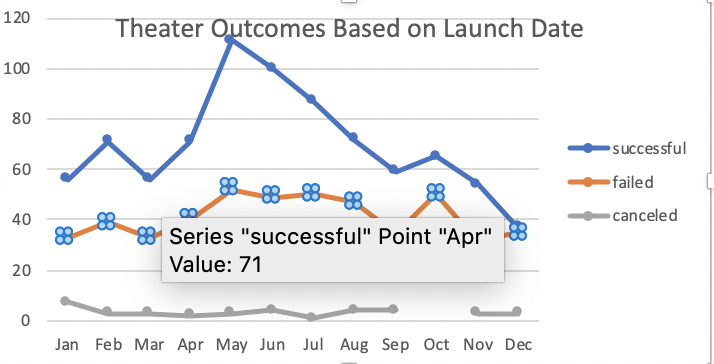 Theater Outcomes Based on Launch Date
120
100
80
60
40
20
0
Series "successful" Point "Apr"
Value: 71
Jan Feb Mar Apr May Jun Jul Aug Sep Oct Nov Dec
successful
failed
canceled